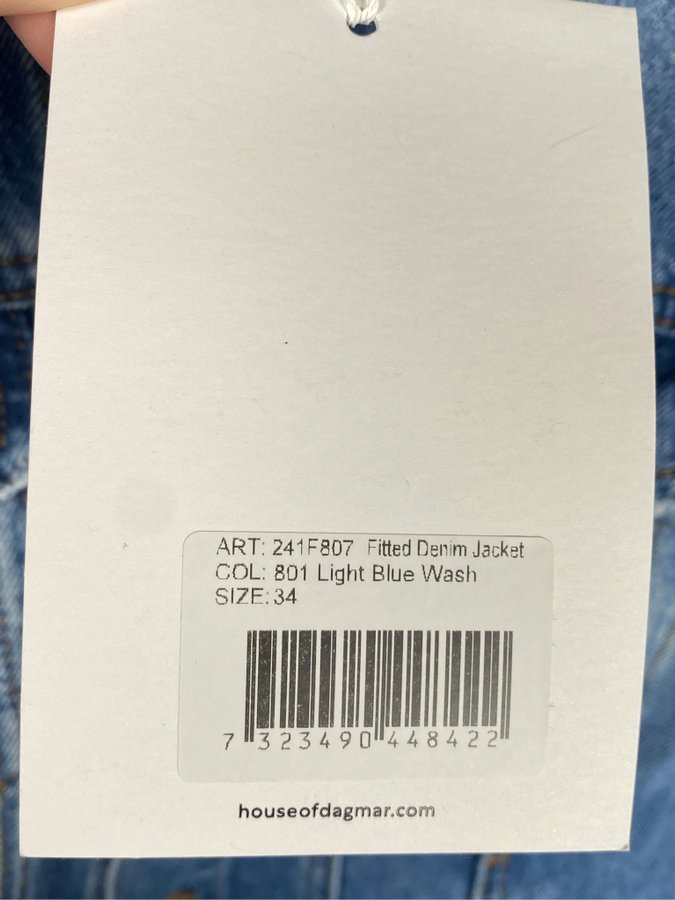 ART: 241F807 Fitted Denim Jacket
COL: 801 Light Blue Wash
SIZE: 34
7 323490 448422
houseofdagmar.com